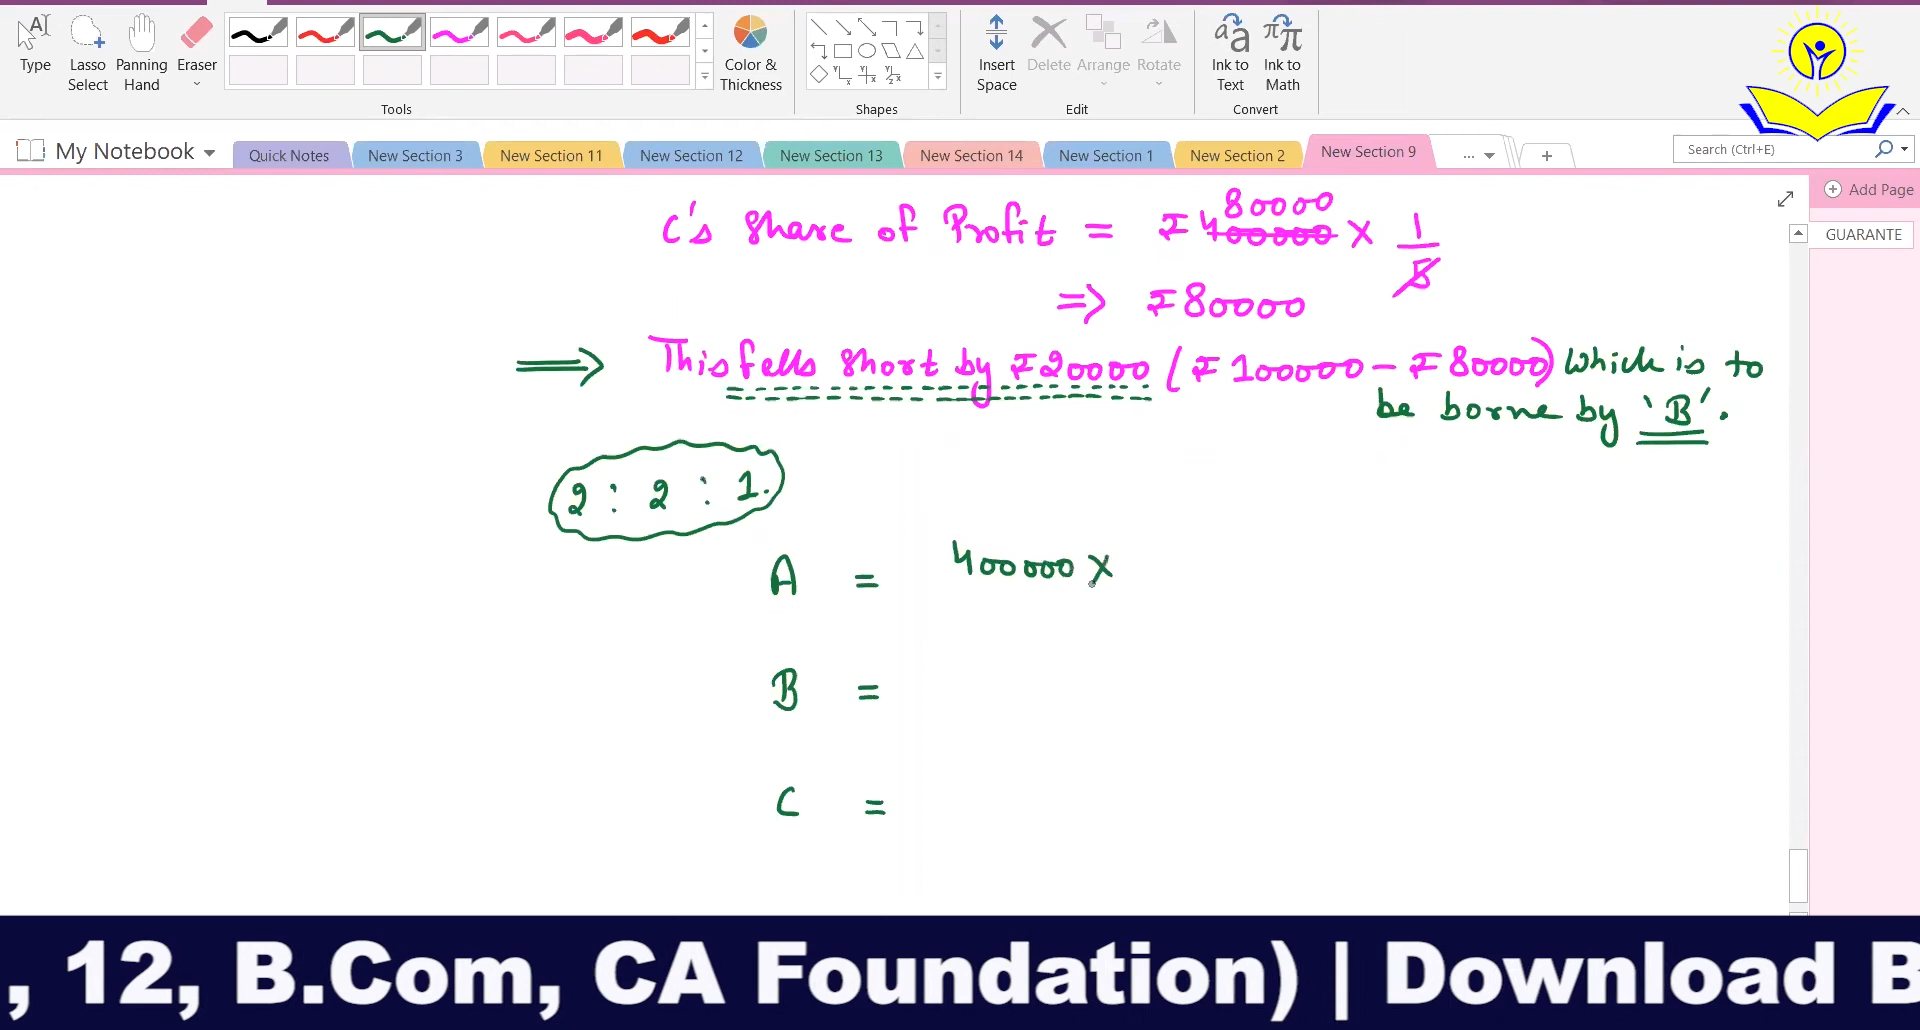 Type
Lasso Select
Panning Hand
Eraser
Color & Thickness
Insert Space
Delete
Arrange
Rotate
Ink to Text
Ink to Math
Tools
Shapes
Edit
Convert
My Notebook
Quick Notes
New Section 3
New Section 11
New Section 12
New Section 13
New Section 14
New Section 1
New Section 2
New Section 9
...
Search (Ctrl+E)
Add Page
GUARANTE
80000
C's Share of Profit = ₹400000 × 1/5
=> ₹80000
=> This fells short by ₹20000 (₹100000 - ₹80000) which is to
be borne by 'B'.
2 : 2 : 1.
A = 400000 ×
B =
C =
, 12, B.Com, CA Foundation) | Download B